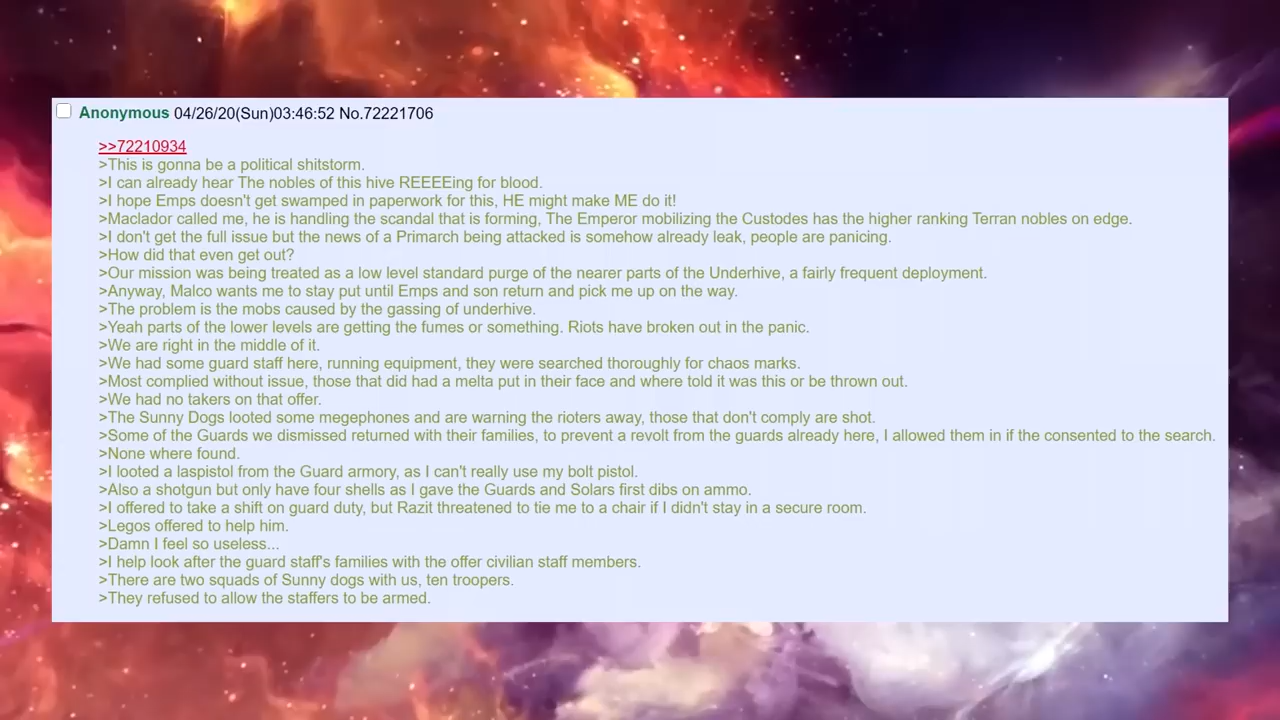 Anonymous 04/26/20(Sun)03:46:52 No.72221706
>>72210934
>This is gonna be a political shitstorm.
>I can already hear The nobles of this hive REEEEing for blood.
>I hope Emps doesn't get swamped in paperwork for this, HE might make ME do it!
>Maclador called me, he is handling the scandal that is forming, The Emperor mobilizing the Custodes has the higher ranking Terran nobles on edge.
>I don't get the full issue but the news of a Primarch being attacked is somehow already leak, people are panicing.
>How did that even get out?
>Our mission was being treated as a low level standard purge of the nearer parts of the Underhive, a fairly frequent deployment.
>Anyway, Malco wants me to stay put until Emps and son return and pick me up on the way.
>The problem is the mobs caused by the gassing of underhive.
>Yeah parts of the lower levels are getting the fumes or something. Riots have broken out in the panic.
>We are right in the middle of it.
>We had some guard staff here, running equipment, they were searched thoroughly for chaos marks.
>Most complied without issue, those that did had a melta put in their face and where told it was this or be thrown out.
>We had no takers on that offer.
>The Sunny Dogs looted some megephones and are warning the rioters away, those that don't comply are shot.
>Some of the Guards we dismissed returned with their families, to prevent a revolt from the guards already here, I allowed them in if the consented to the search.
>None where found.
>I looted a laspistol from the Guard armory, as I can't really use my bolt pistol.
>Also a shotgun but only have four shells as I gave the Guards and Solars first dibs on ammo.
>I offered to take a shift on guard duty, but Razit threatened to tie me to a chair if I didn't stay in a secure room.
>Legos offered to help him.
>Damn I feel so useless...
>I help look after the guard staff's families with the offer civilian staff members.
>There are two squads of Sunny dogs with us, ten troopers.
>They refused to allow the staffers to be armed.